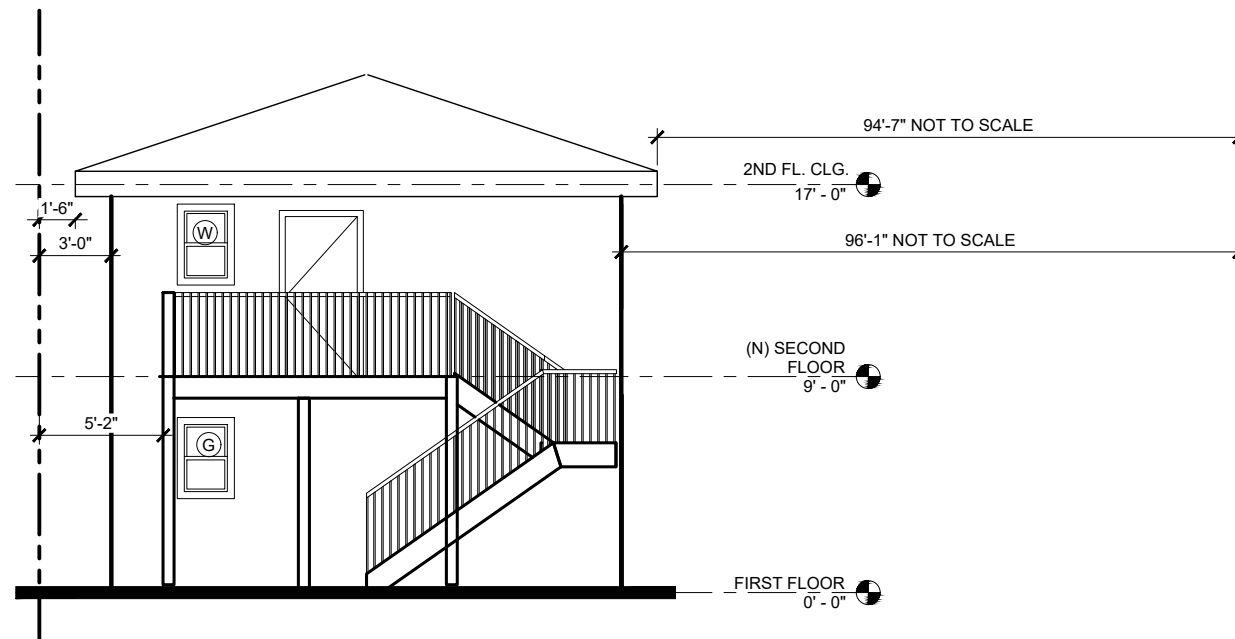 94'-7" NOT TO SCALE
2ND FL. CLG.
17' - 0"
1'-6"
W
3'-0"
96'-1" NOT TO SCALE
(N) SECOND
FLOOR
9' - 0"
5'-2"
G
FIRST FLOOR
0' - 0"